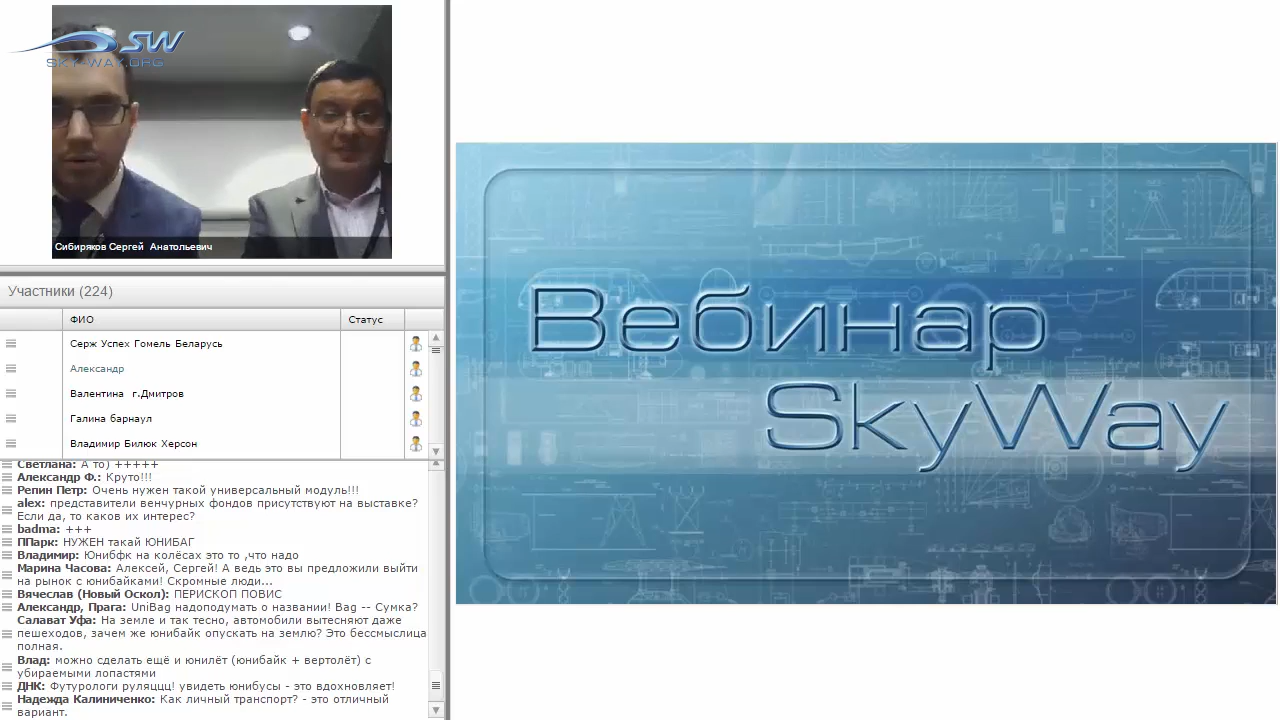 SW
SKY-WAY.ORG
Сибиряков Сергей Анатольевич
Участники (224)
ФИО
Статус
Серж Успех Гомель Беларусь
Александр
Валентина г.Дмитров
Галина барнаул
Владимир Билюк Херсон
Светлана: А то) +++++
Александр Ф.: Круто!!!
Репин Петр: Очень нужен такой универсальный модуль!!!
alex: представители венчурных фондов присутствуют на выставке?
Если да, то каков их интерес?
badma: +++
ППарк: НУЖЕН такай ЮНИБАГ
Владимир: Юнибфк на колёсах это то ,что надо
Марина Часова: Алексей, Сергей! А ведь это вы предложили выйти
на рынок с юнибайками! Скромные люди...
Вячеслав (Новый Оскол): ПЕРИСКОП ПОВИС
Александр, Прага: UniBag надоподумать о названии! Bag -- Сумка?
Салават Уфа: На земле и так тесно, автомобили вытесняют даже
пешеходов, зачем же юнибайк опускать на землю? Это бессмыслица
полная.
Влад: можно сделать ещё и юнилёт (юнибайк + вертолёт) с
убираемыми лопастями
ДНК: Футурологи руляццц! увидеть юнибусы - это вдохновляет!
Надежда Калиниченко: Как личный транспорт? - это отличный
вариант.
Вебинар
SkyWay